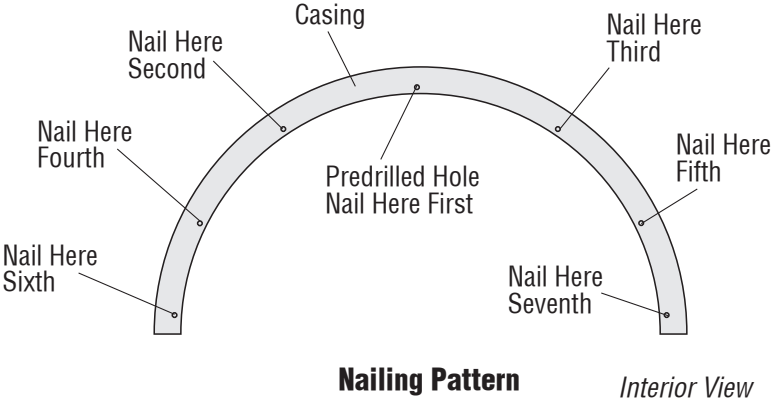 Casing
Nail Here
Second
Nail Here
Third
Nail Here
Fourth
Nail Here
Fifth
Predrilled Hole
Nail Here First
Nail Here
Sixth
Nail Here
Seventh
Nailing Pattern
Interior View